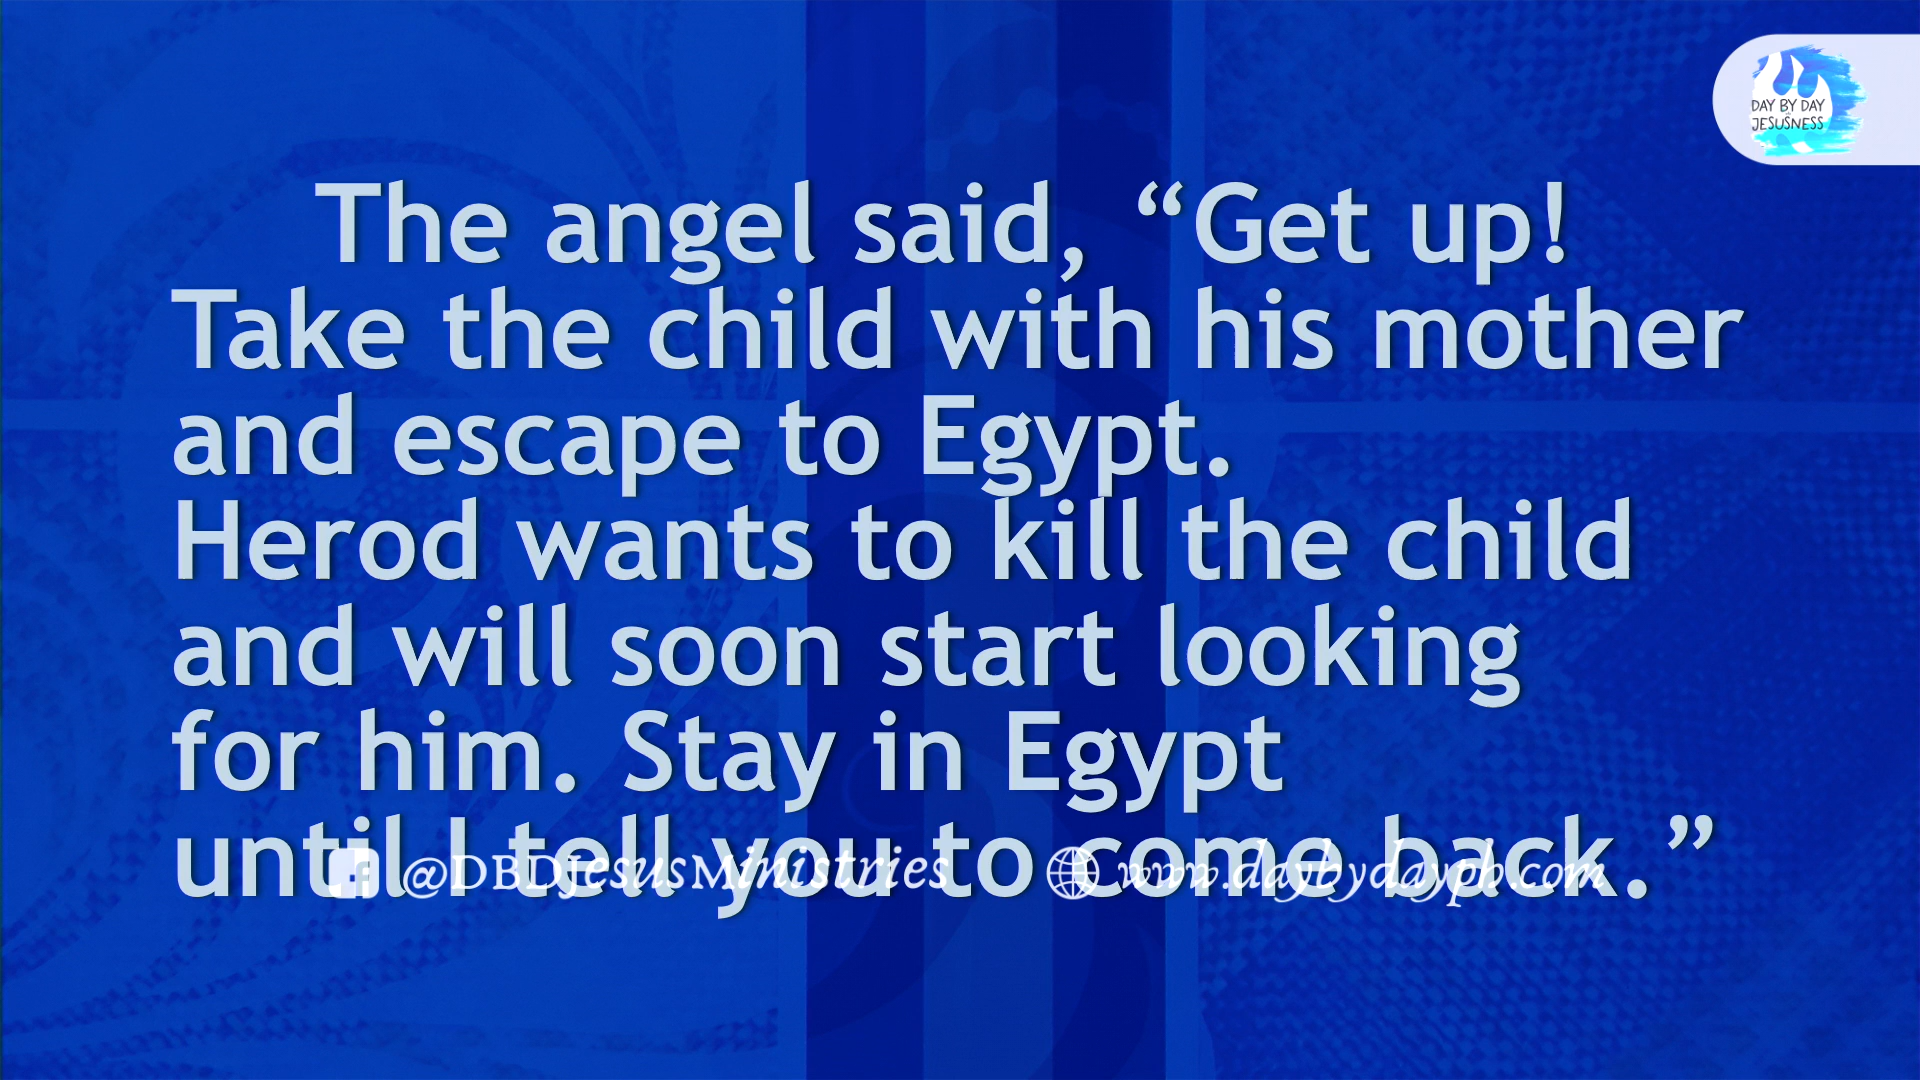 DAY BY DAY
JESUSNESS
The angel said, “Get up!
Take the child with his mother
and escape to Egypt.
Herod wants to kill the child
and will soon start looking
for him. Stay in Egypt
until I tell you to come back.”
@DBDJesusMinistries www.daybydayph.com